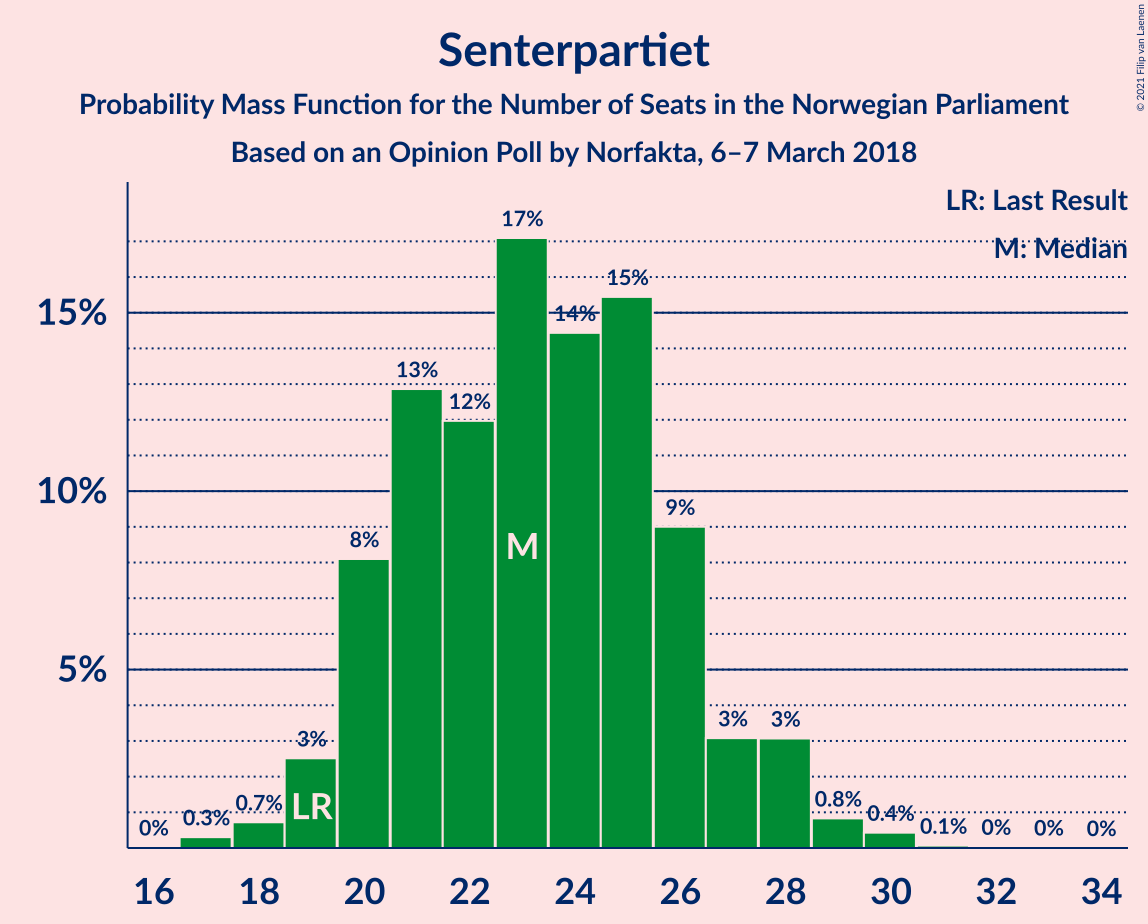 Senterpartiet
Probability Mass Function for the Number of Seats in the Norwegian Parliament
Based on an Opinion Poll by Norfakta, 6–7 March 2018
© 2021 Filip van Laenen
LR: Last Result
M: Median
15%
10%
5%
0%
0.3%
0.7%
3%
8%
13%
12%
17%
14%
15%
9%
3%
3%
0.8%
0.4%
0.1%
0%
0%
0%
LR
M
16 18 20 22 24 26 28 30 32 34